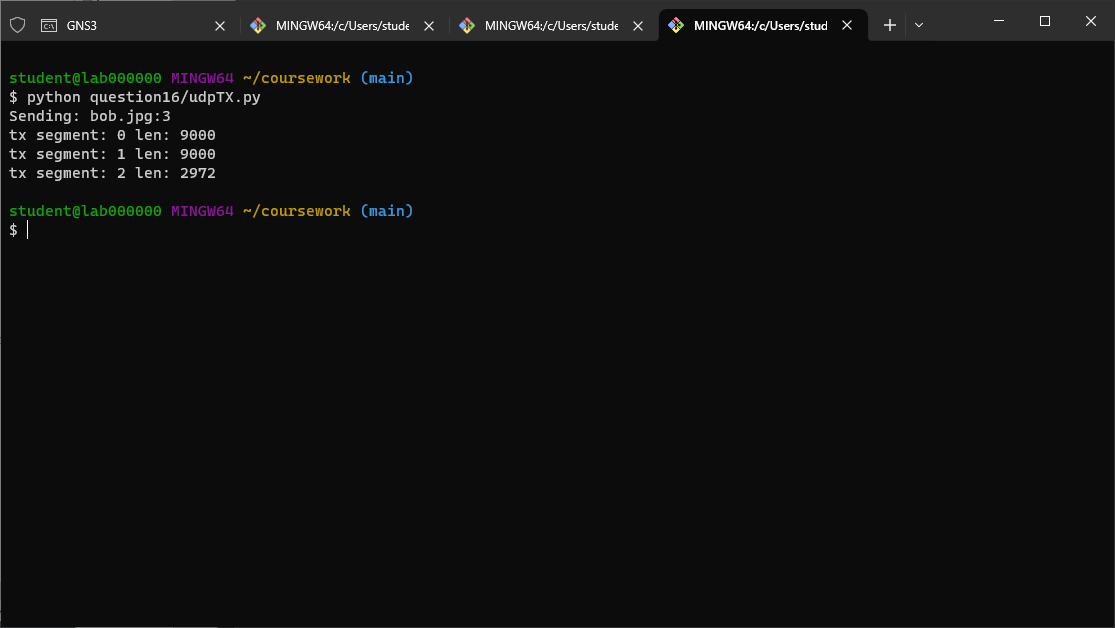 GNS3
MINGW64:/c/Users/stude
MINGW64:/c/Users/stude
MINGW64:/c/Users/stud
student@lab000000 MINGW64 ~/coursework (main)
$ python question16/udpTX.py
Sending: bob.jpg:3
tx segment: 0 len: 9000
tx segment: 1 len: 9000
tx segment: 2 len: 2972
student@lab000000 MINGW64 ~/coursework (main)
$